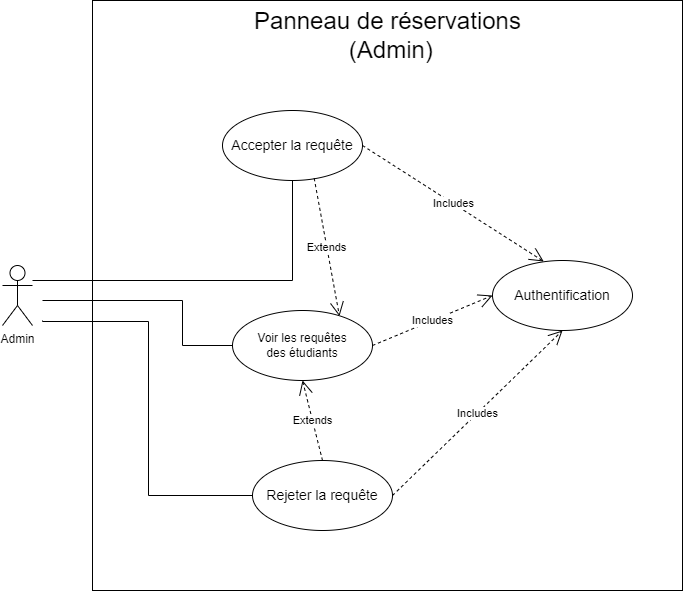 Panneau de réservations
(Admin)
Accepter la requête
Includes
Extends
Authentification
Admin
Voir les requêtes
des étudiants
Includes
Extends
Includes
Rejeter la requête